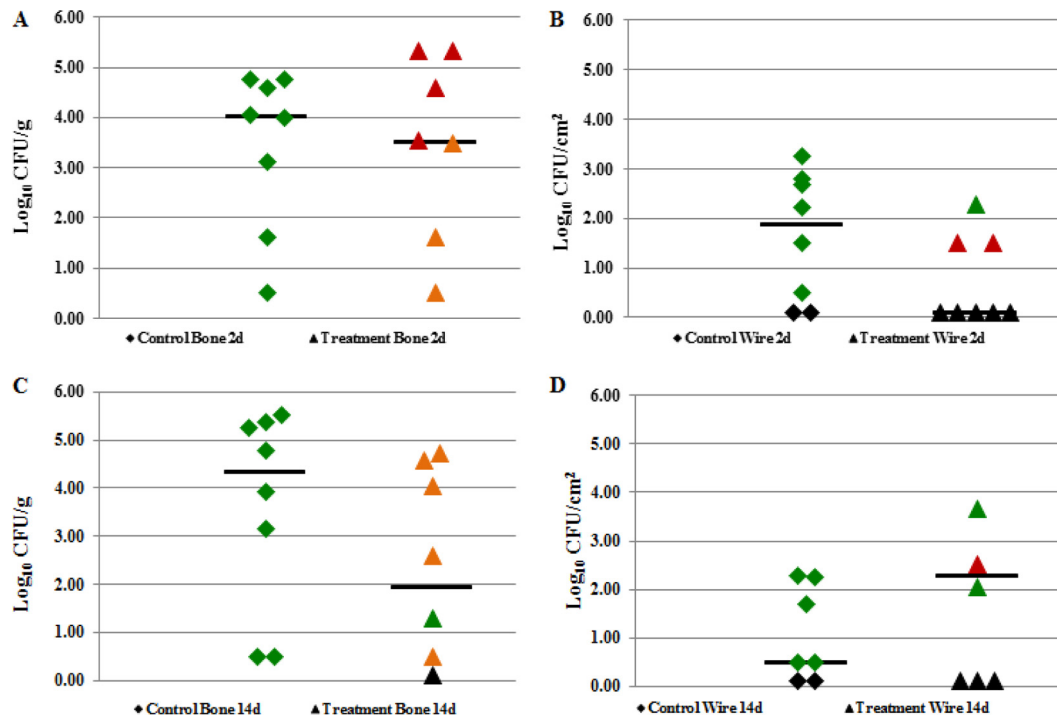 A
6.00
5.00
4.00
3.00
2.00
1.00
0.00
Log10 CFU/g
◆ Control Bone 2d ▲ Treatment Bone 2d
B
6.00
5.00
4.00
3.00
2.00
1.00
0.00
Log10 CFU/cm²
◆ Control Wire 2d ▲ Treatment Wire 2d
C
6.00
5.00
4.00
3.00
2.00
1.00
0.00
Log10 CFU/g
◆ Control Bone 14d ▲ Treatment Bone 14d
D
6.00
5.00
4.00
3.00
2.00
1.00
0.00
Log10 CFU/cm²
◆ Control Wire 14d ▲ Treatment Wire 14d